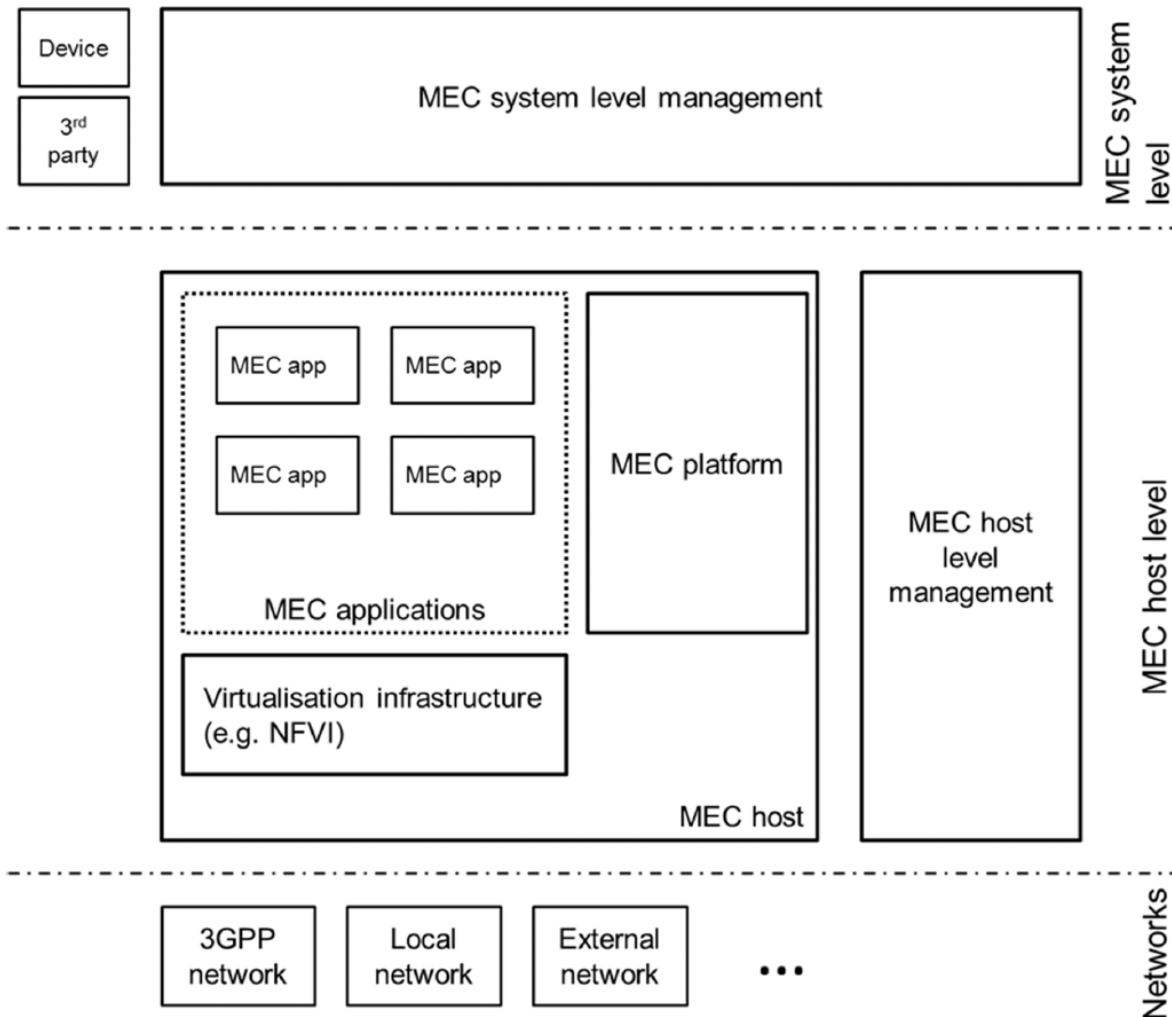 Device
3rd
party
MEC system level management
MEC system
level
MEC app
MEC app
MEC app
MEC app
MEC applications
MEC platform
Virtualisation infrastructure
(e.g. NFVI)
MEC host
MEC host
level
management
MEC host level
3GPP
network
Local
network
External
network
...
Networks